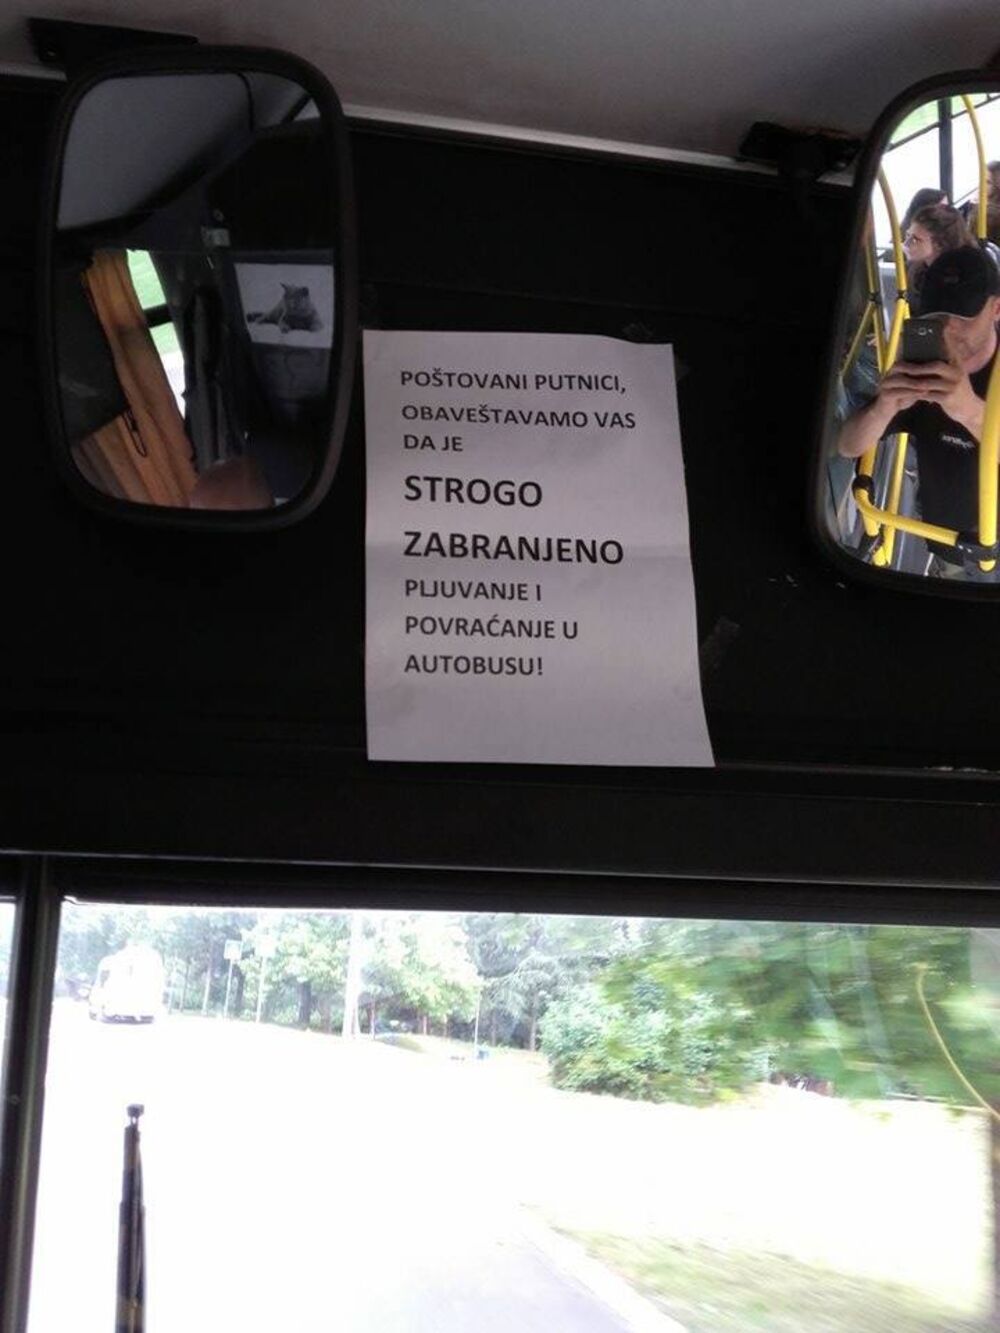 POŠTOVANI PUTNICI,
OBAVEŠTAVAMO VAS
DA JE
STROGO
ZABRANJENO
PLJUVANJE I
POVRAĆANJE U
AUTOBUSU!